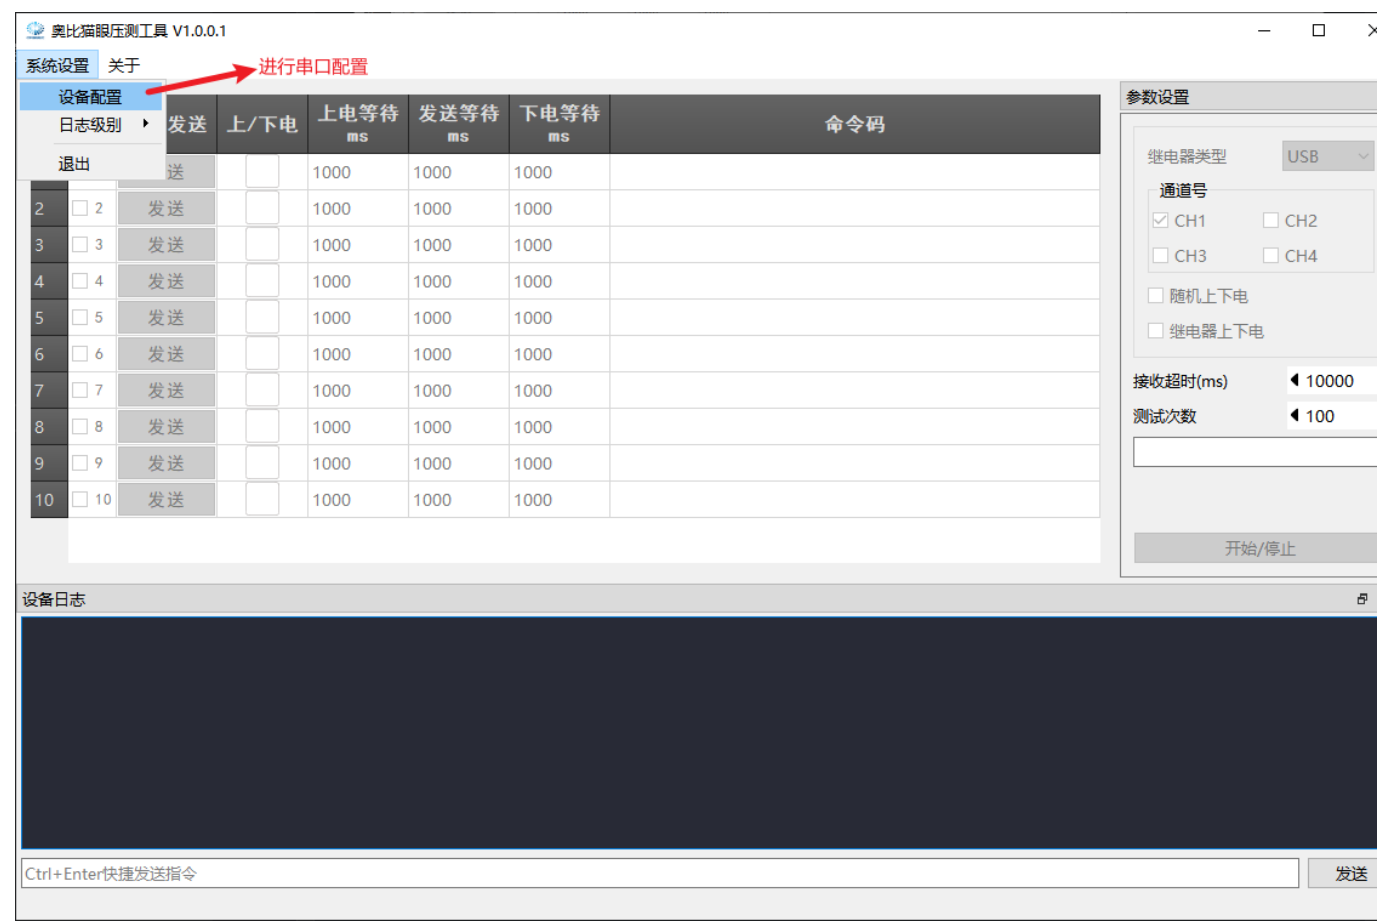 奥比猫眼压测工具 V1.0.0.1
系统设置 关于
进行串口配置
设备配置
日志级别
退出
发送 上/下电 上电等待 ms 发送等待 ms 下电等待 ms 命令码
送 1000 1000 1000
2 2 发送 1000 1000 1000
3 3 发送 1000 1000 1000
4 4 发送 1000 1000 1000
5 5 发送 1000 1000 1000
6 6 发送 1000 1000 1000
7 7 发送 1000 1000 1000
8 8 发送 1000 1000 1000
9 9 发送 1000 1000 1000
10 10 发送 1000 1000 1000
参数设置
继电器类型 USB
通道号
CH1 CH2
CH3 CH4
随机上下电
继电器上下电
接收超时(ms) 10000
测试次数 100
开始/停止
设备日志
Ctrl+Enter快捷发送指令 发送